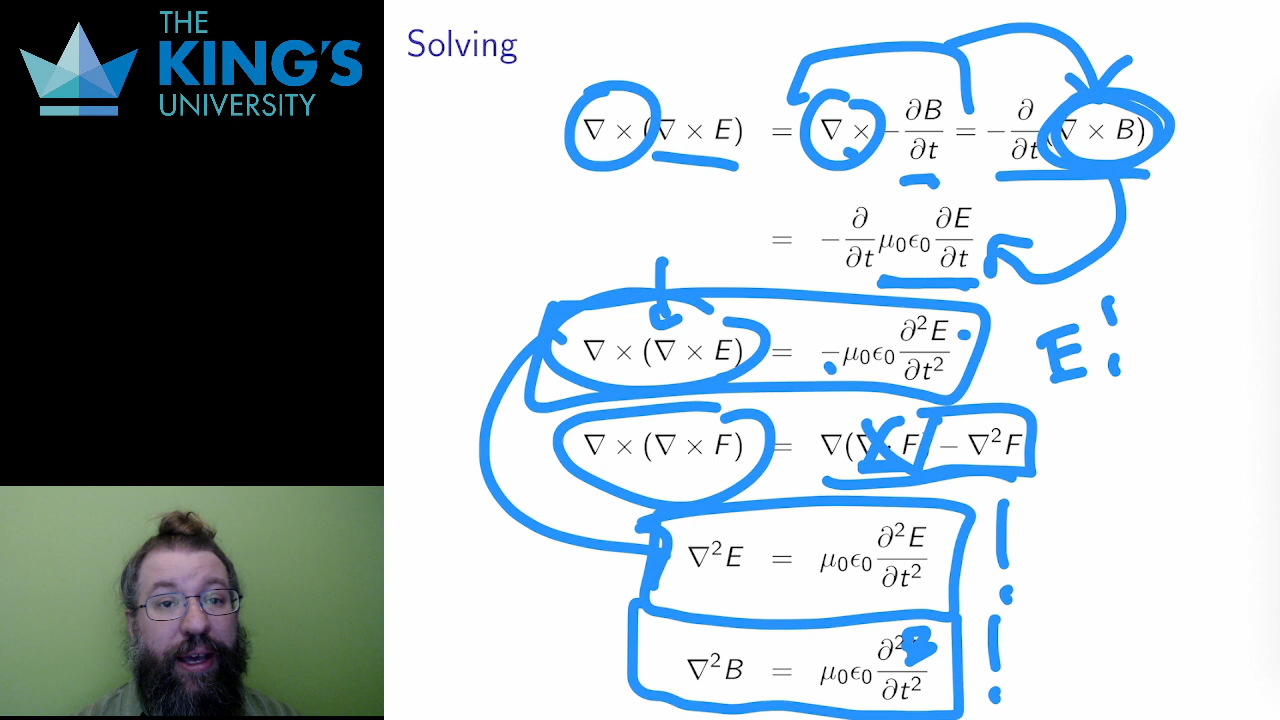 THE
KING'S
UNIVERSITY
Solving
∇ × (∇ × E) = ∇ × −∂B/∂t = −∂/∂t(∇ × B)
= −∂/∂t μ₀ϵ₀ ∂E/∂t
∇ × (∇ × E) = −μ₀ϵ₀ ∂²E/∂t²
E!
∇ × (∇ × F) = ∇(∇ · F) − ∇²F
∇²E = μ₀ϵ₀ ∂²E/∂t² !
∇²B = μ₀ϵ₀ ∂²B/∂t² !